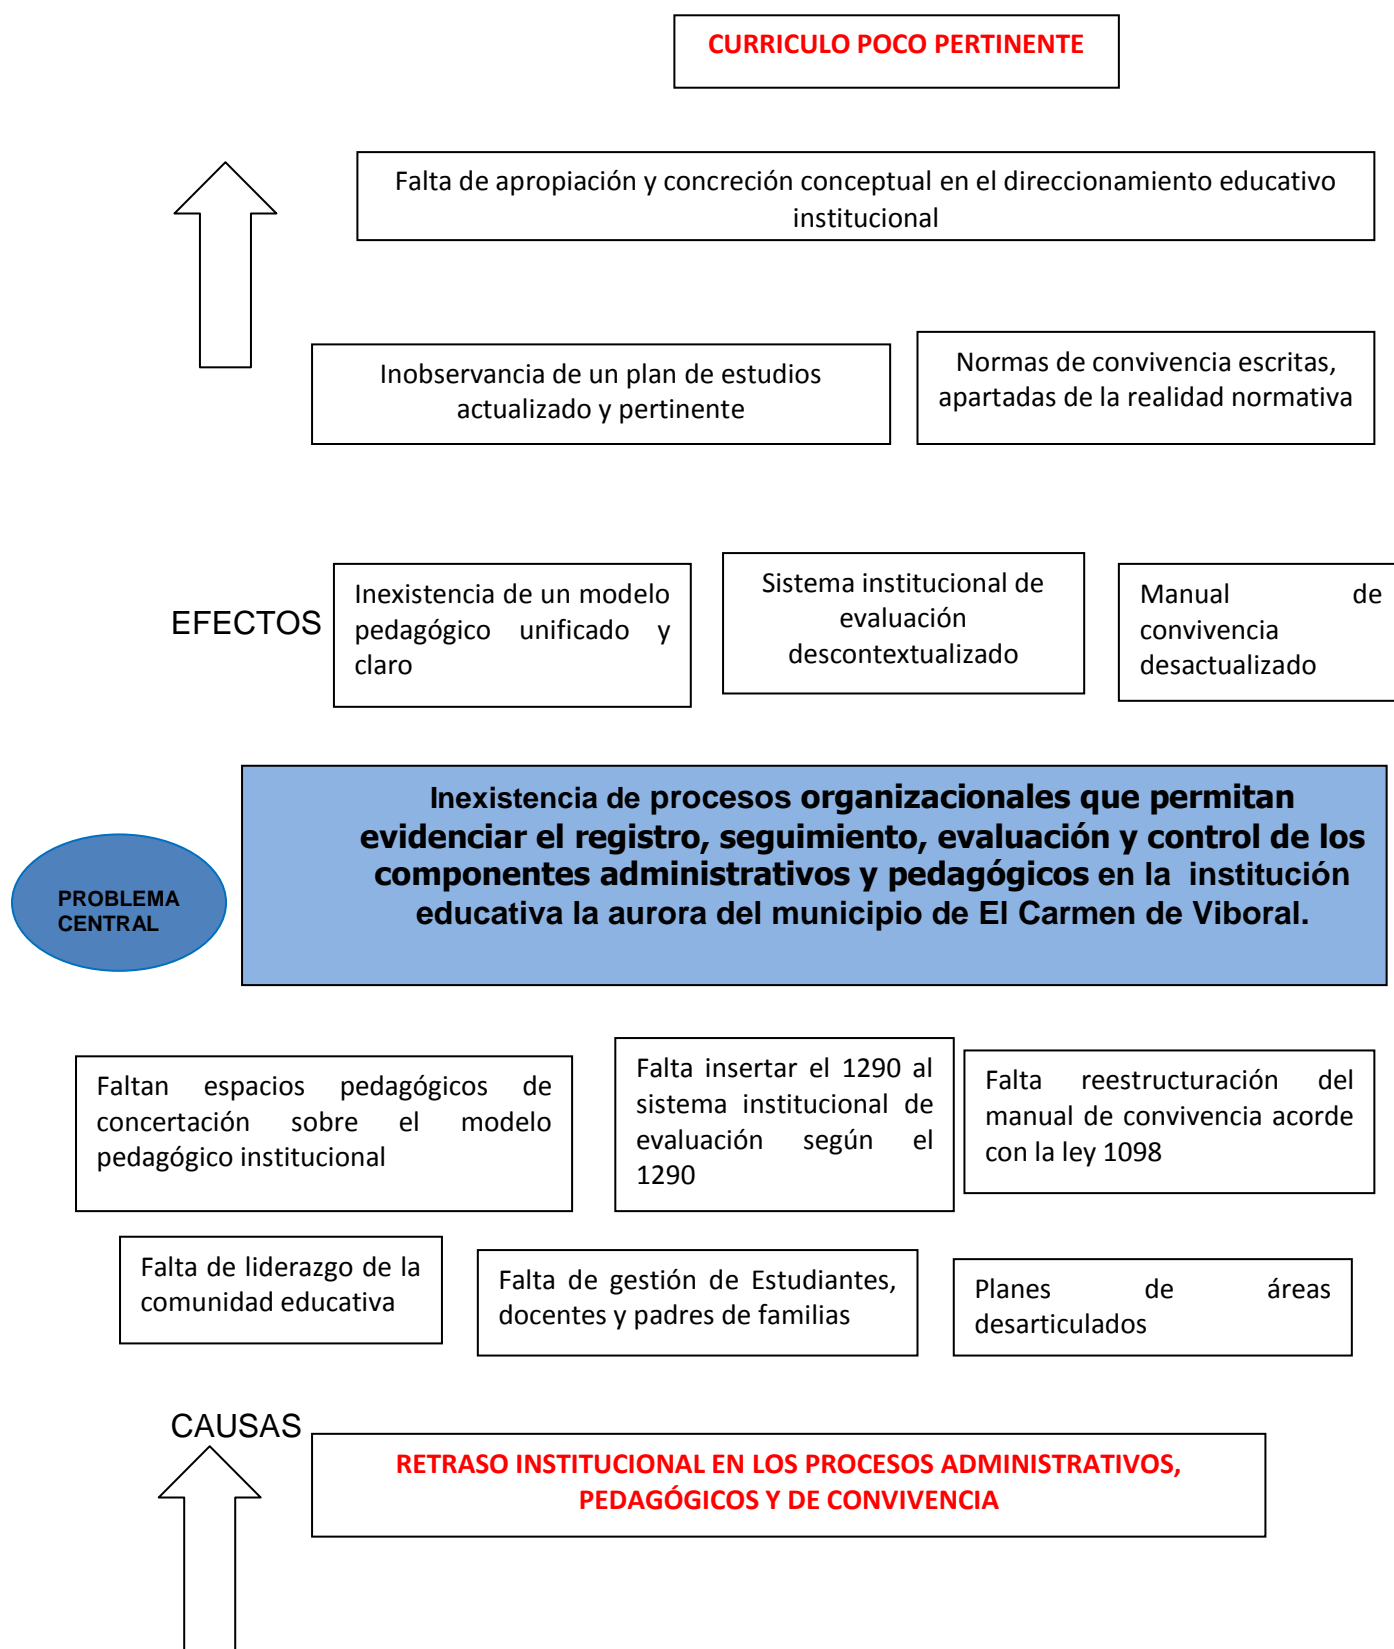 CURRICULO POCO PERTINENTE
Falta de apropiación y concreción conceptual en el direccionamiento educativo
institucional
Inobservancia de un plan de estudios
actualizado y pertinente
Normas de convivencia escritas,
apartadas de la realidad normativa
EFECTOS
Inexistencia de un modelo
pedagógico unificado y
claro
Sistema institucional de
evaluación
descontextualizado
Manual de
convivencia
desactualizado
PROBLEMA
CENTRAL
Inexistencia de procesos organizacionales que permitan
evidenciar el registro, seguimiento, evaluación y control de los
componentes administrativos y pedagógicos en la institución
educativa la aurora del municipio de El Carmen de Viboral.
Faltan espacios pedagógicos de
concertación sobre el modelo
pedagógico institucional
Falta insertar el 1290 al
sistema institucional de
evaluación según el
1290
Falta reestructuración del
manual de convivencia acorde
con la ley 1098
Falta de liderazgo de la
comunidad educativa
Falta de gestión de Estudiantes,
docentes y padres de familias
Planes de áreas
desarticulados
CAUSAS
RETRASO INSTITUCIONAL EN LOS PROCESOS ADMINISTRATIVOS,
PEDAGÓGICOS Y DE CONVIVENCIA